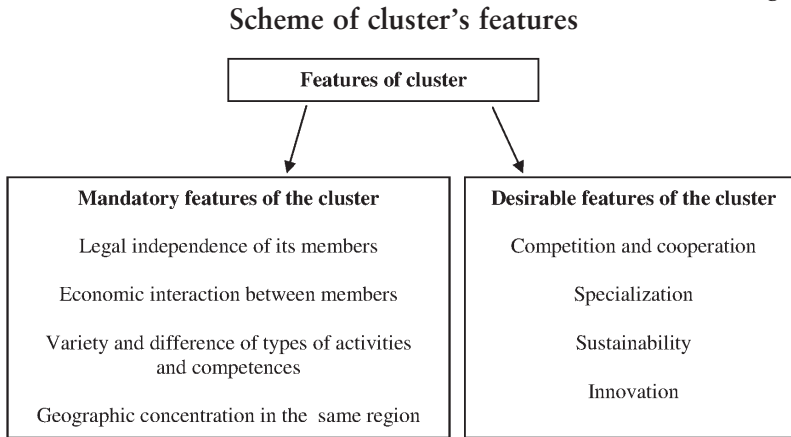 Scheme of cluster's features
Features of cluster
Mandatory features of the cluster
Legal independence of its members
Economic interaction between members
Variety and difference of types of activities
and competences
Geographic concentration in the same region
Desirable features of the cluster
Competition and cooperation
Specialization
Sustainability
Innovation